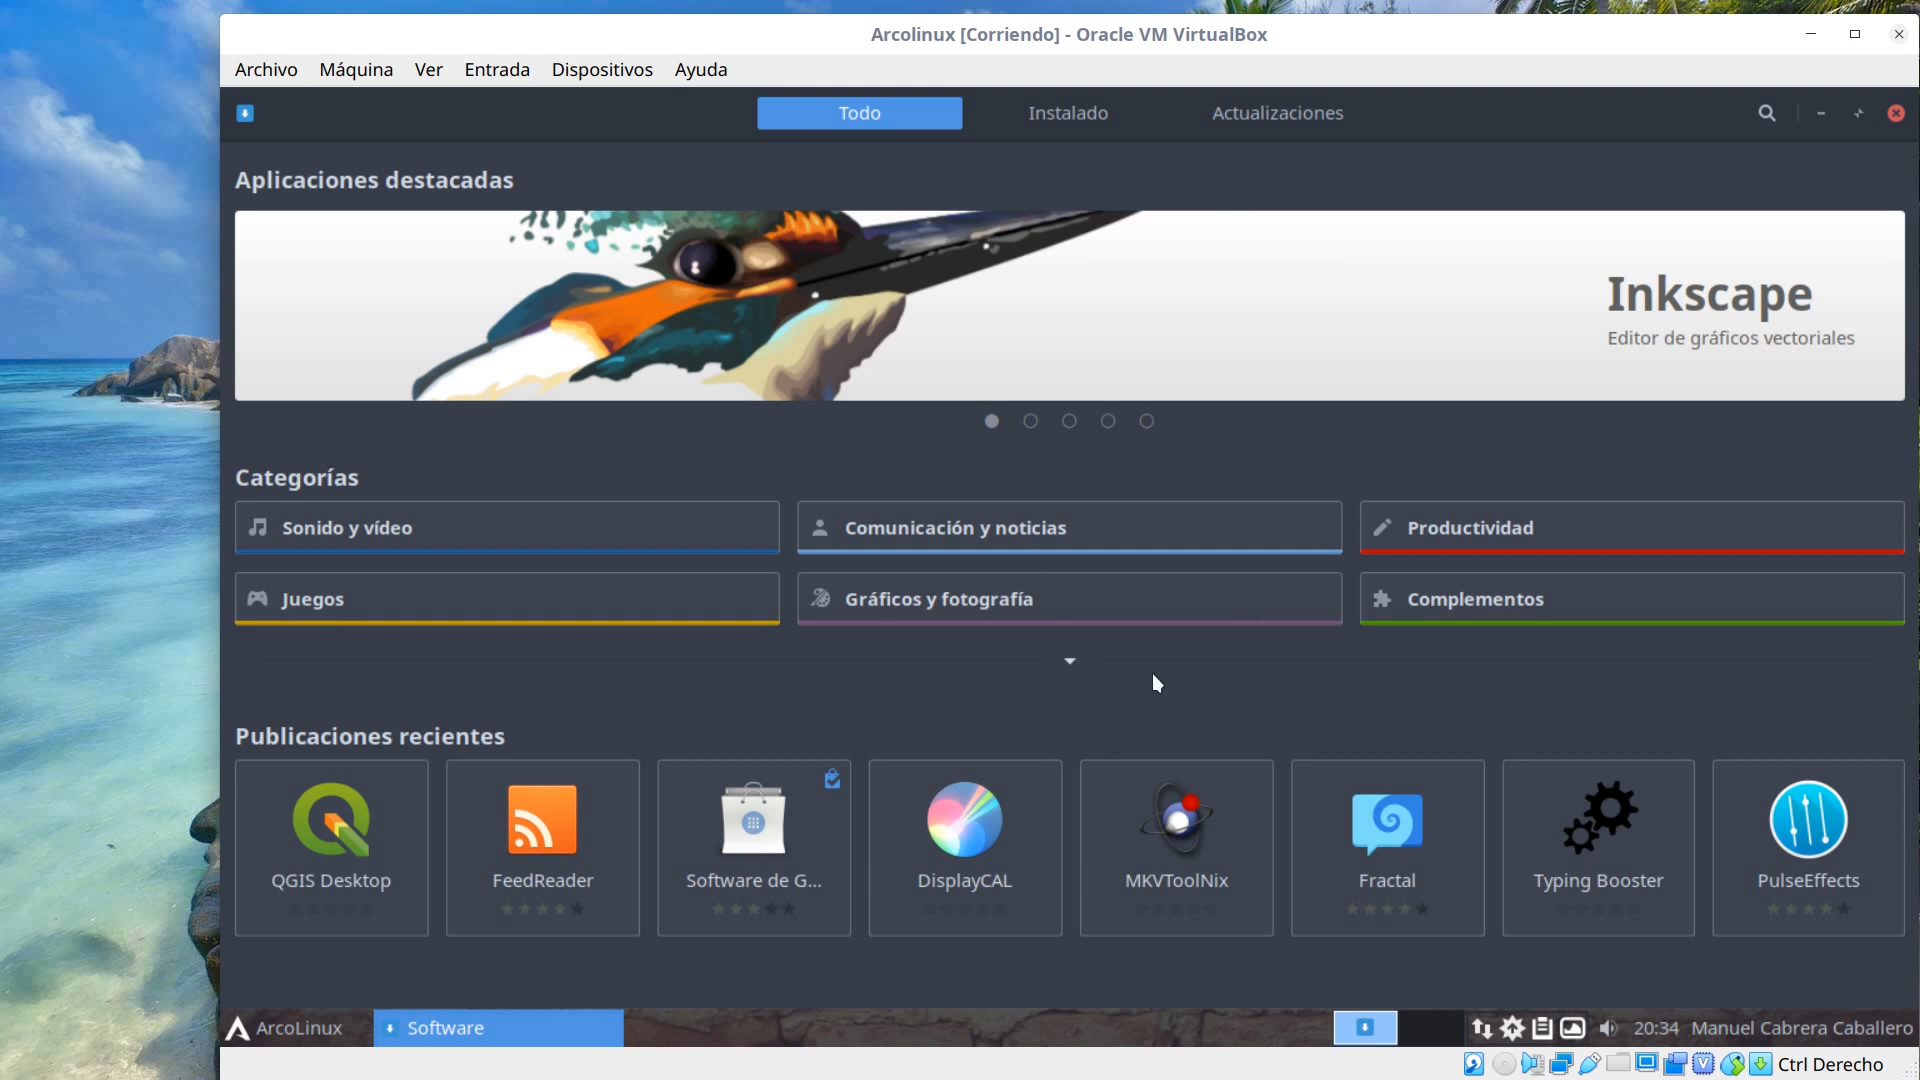 Arcolinux [Corriendo] - Oracle VM VirtualBox
Archivo Máquina Ver Entrada Dispositivos Ayuda
Todo Instalado Actualizaciones
Aplicaciones destacadas
Inkscape
Editor de gráficos vectoriales
Categorías
Sonido y vídeo Comunicación y noticias Productividad
Juegos Gráficos y fotografía Complementos
Publicaciones recientes
QGIS Desktop FeedReader Software de G... DisplayCAL MKVToolNix Fractal Typing Booster PulseEffects
ArcoLinux Software 20:34 Manuel Cabrera Caballero
Ctrl Derecho